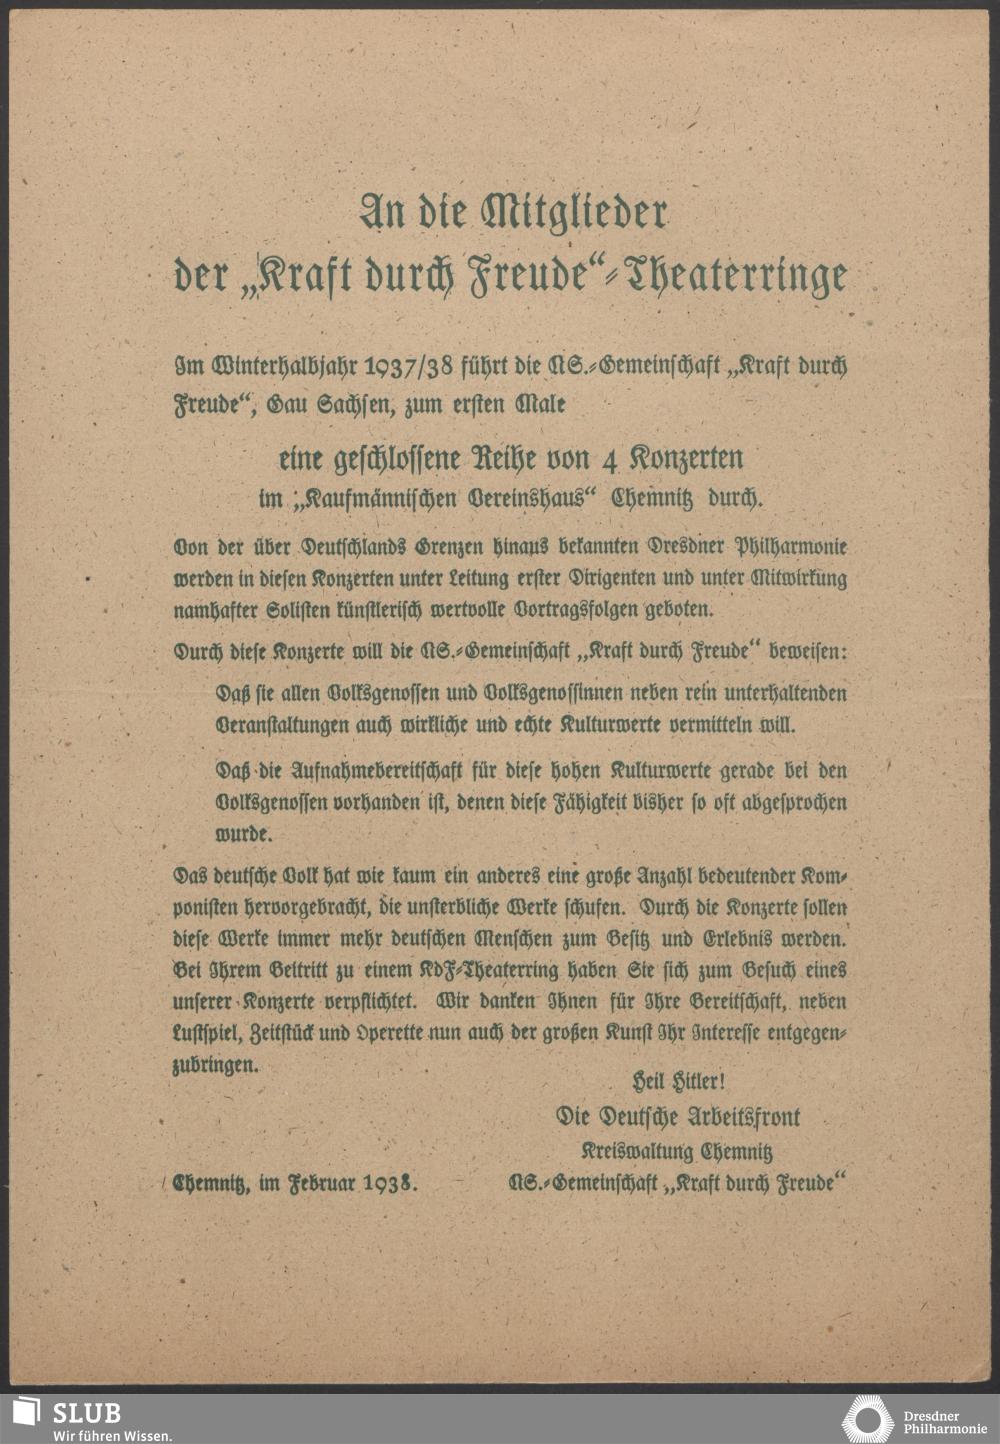 An die Mitglieder
der „Kraft durch Freude“-Theaterringe
Im Winterhalbjahr 1937/38 führt die NS.-Gemeinschaft „Kraft durch
Freude“, Gau Sachsen, zum ersten Male
eine geschlossene Reihe von 4 Konzerten
im „Kaufmännischen Vereinshaus“ Chemnitz durch.
Von der über Deutschlands Grenzen hinaus bekannten Dresdner Philharmonie
werden in diesen Konzerten unter Leitung erster Dirigenten und unter Mitwirkung
namhafter Solisten künstlerisch wertvolle Vortragsfolgen geboten.
Durch diese Konzerte will die NS.-Gemeinschaft „Kraft durch Freude“ beweisen:
Daß sie allen Volksgenossen und Volksgenossinnen neben rein unterhaltenden
Veranstaltungen auch wirkliche und echte Kulturwerte vermitteln will.
Daß die Aufnahmebereitschaft für diese hohen Kulturwerte gerade bei den
Volksgenossen vorhanden ist, denen diese Fähigkeit bisher so oft abgesprochen
wurde.
Das deutsche Volk hat wie kaum ein anderes eine große Anzahl bedeutender Kom-
ponisten hervorgebracht, die unsterbliche Werke schufen. Durch die Konzerte sollen
diese Werke immer mehr deutschen Menschen zum Besitz und Erlebnis werden.
Bei Ihrem Beitritt zu einem KdF-Theaterring haben Sie sich zum Besuch eines
unserer Konzerte verpflichtet. Wir danken Ihnen für Ihre Bereitschaft, neben
Lustspiel, Zeitstück und Operette nun auch der großen Kunst Ihr Interesse entgegen-
zubringen.
Heil Hitler!
Die Deutsche Arbeitsfront
Kreiswaltung Chemnitz
Chemnitz, im Februar 1938. NS.-Gemeinschaft „Kraft durch Freude“
SLUB
Wir führen Wissen.
Dresdner
Philharmonie